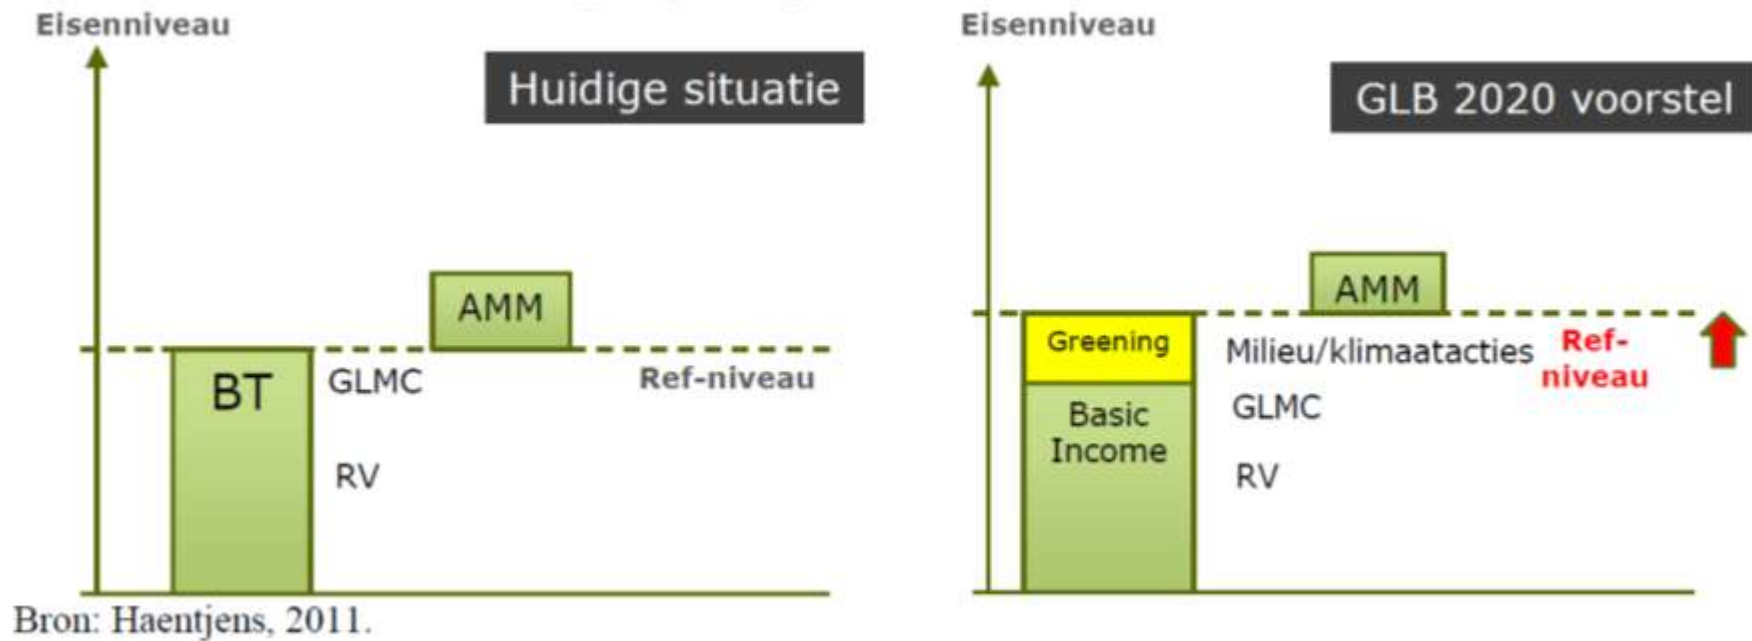 Eisenniveau
Huidige situatie
AMM
BT
GLMC
Ref-niveau
RV
Eisenniveau
GLB 2020 voorstel
AMM
Greening
Milieu/klimaatacties
Ref-
niveau
GLMC
Basic
Income
RV
Bron: Haentjens, 2011.